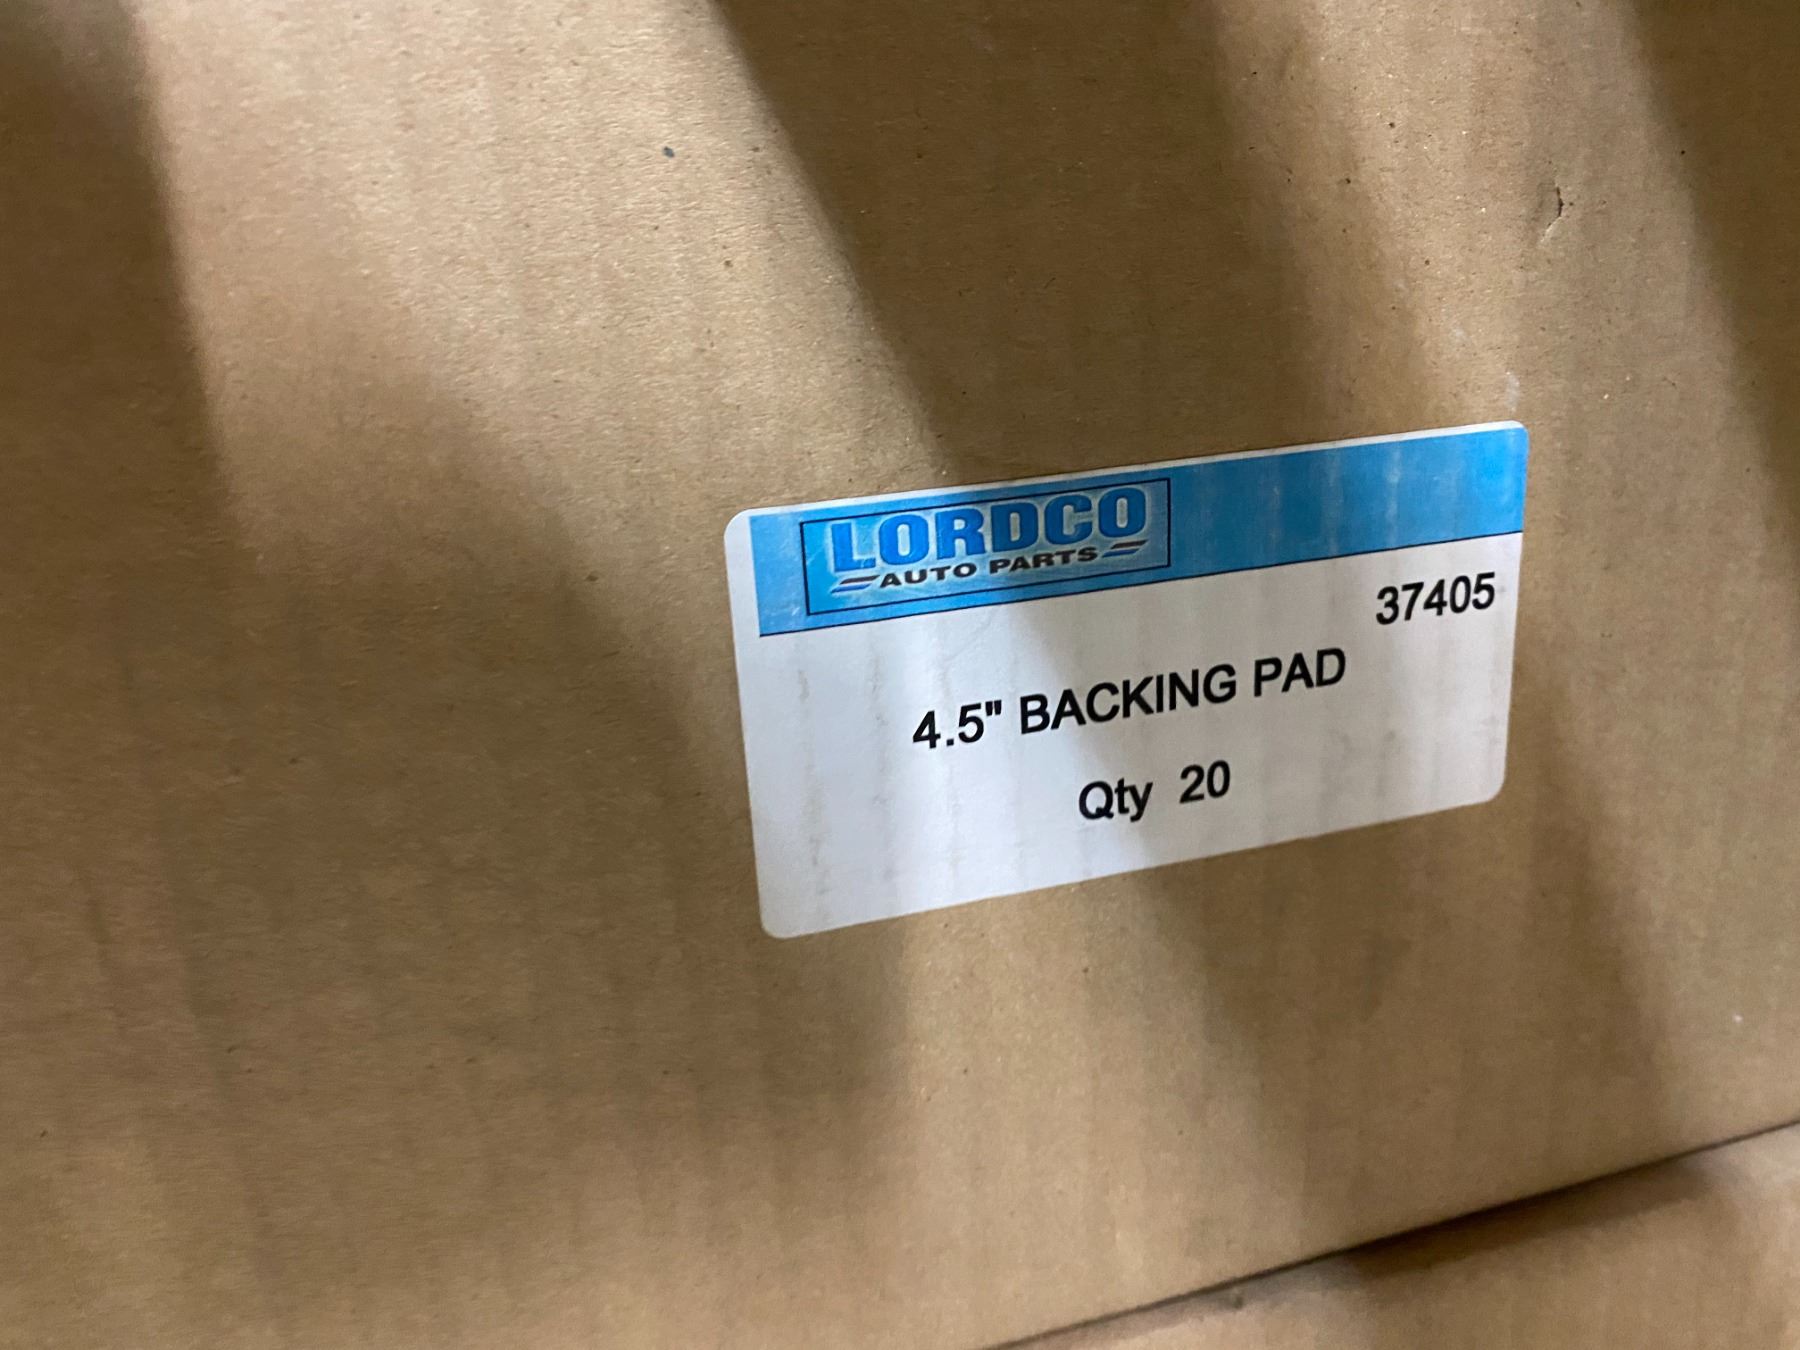 LORDCO
AUTO PARTS
37405
4.5" BACKING PAD
Qty 20